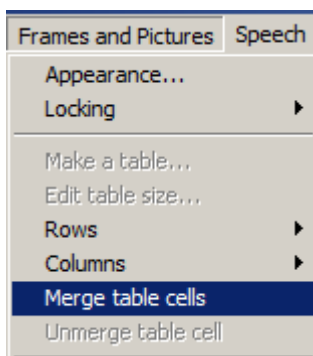 Frames and Pictures Speech
Appearance...
Locking
Make a table...
Edit table size...
Rows
Columns
Merge table cells
Unmerge table cell